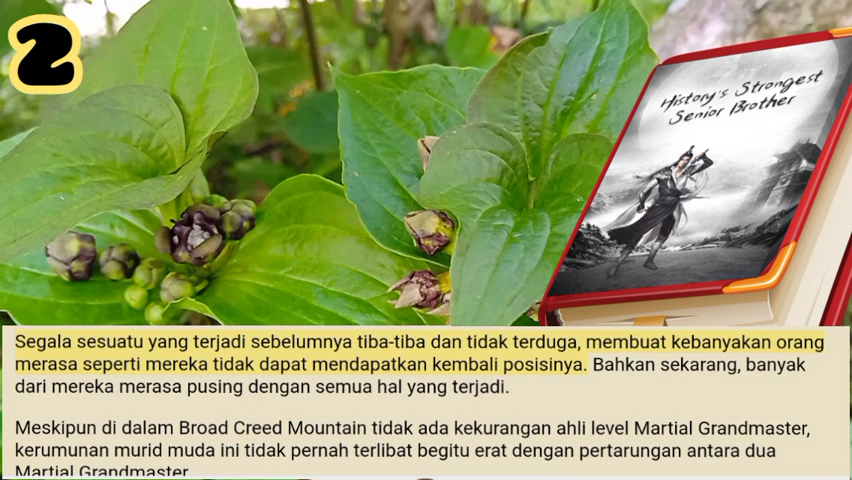 2
History's Strongest
Senior Brother
Segala sesuatu yang terjadi sebelumnya tiba-tiba dan tidak terduga, membuat kebanyakan orang
merasa seperti mereka tidak dapat mendapatkan kembali posisinya. Bahkan sekarang, banyak
dari mereka merasa pusing dengan semua hal yang terjadi.
Meskipun di dalam Broad Creed Mountain tidak ada kekurangan ahli level Martial Grandmaster,
kerumunan murid muda ini tidak pernah terlibat begitu erat dengan pertarungan antara dua
Martial Grandmaster